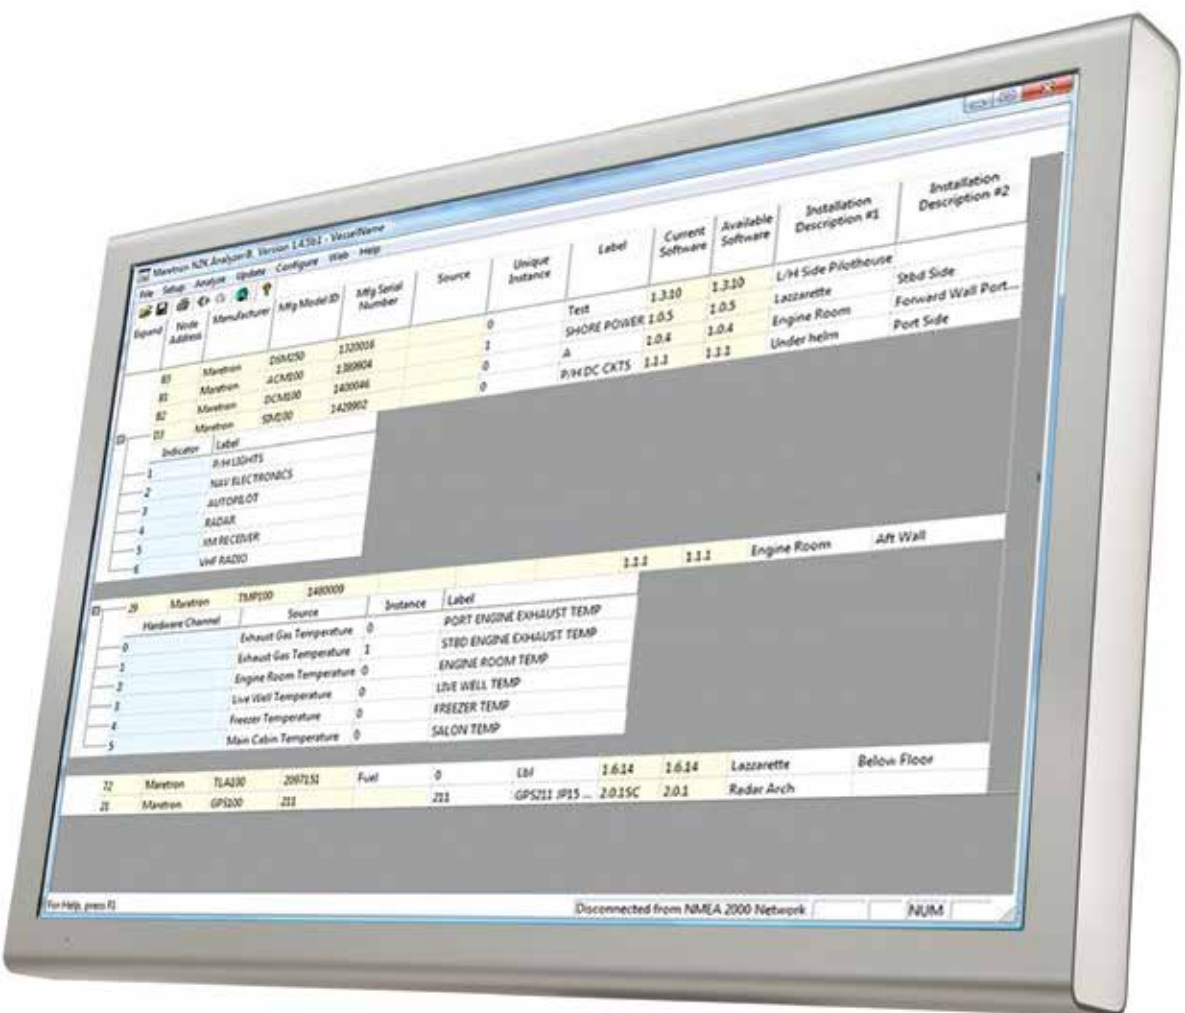 Maretron N2K Analyzer®, Version 1.4.5b1 - VesselName
File Setup Analyze Update Configure Web Help
Expand Node Address Manufacturer Mfg Model ID Mfg Serial Number Source Unique Instance Label Current Software Available Software Installation Description #1 Installation Description #2
Maretron DSM250 1320016 0 Test 1.3.10 1.3.10 L/H Side Pilothouse
Maretron ACM100 1389804 1 SHORE POWER 1.0.5 1.0.5 Lazzarette Stbd Side
Maretron DCM100 1400046 0 A 1.0.4 1.0.4 Engine Room Forward Wall Port...
Maretron SIM100 1429902 0 P/H DC CKTS 1.1.1 1.1.1 Under helm Port Side
Indicator Label
1 P/H LIGHTS
2 NAV ELECTRONICS
3 AUTOPILOT
4 RADAR
5 XM RECEIVER
6 VHF RADIO
Maretron TMP100 1480009 1.1.1 1.1.1 Engine Room Aft Wall
Hardware Channel Source Instance Label
0 Exhaust Gas Temperature 0 PORT ENGINE EXHAUST TEMP
1 Exhaust Gas Temperature 1 STBD ENGINE EXHAUST TEMP
2 Engine Room Temperature 0 ENGINE ROOM TEMP
3 Live Well Temperature 0 LIVE WELL TEMP
4 Freezer Temperature 0 FREEZER TEMP
5 Main Cabin Temperature 0 SALON TEMP
72 Maretron TLA100 2097151 Fuel 0 Lbl 1.6.14 1.6.14 Lazzarette Below Floor
21 Maretron GPS100 211 211 GPS211 JP15 ... 2.0.1SC 2.0.1 Radar Arch
For Help, press F1
Disconnected from NMEA 2000 Network NUM